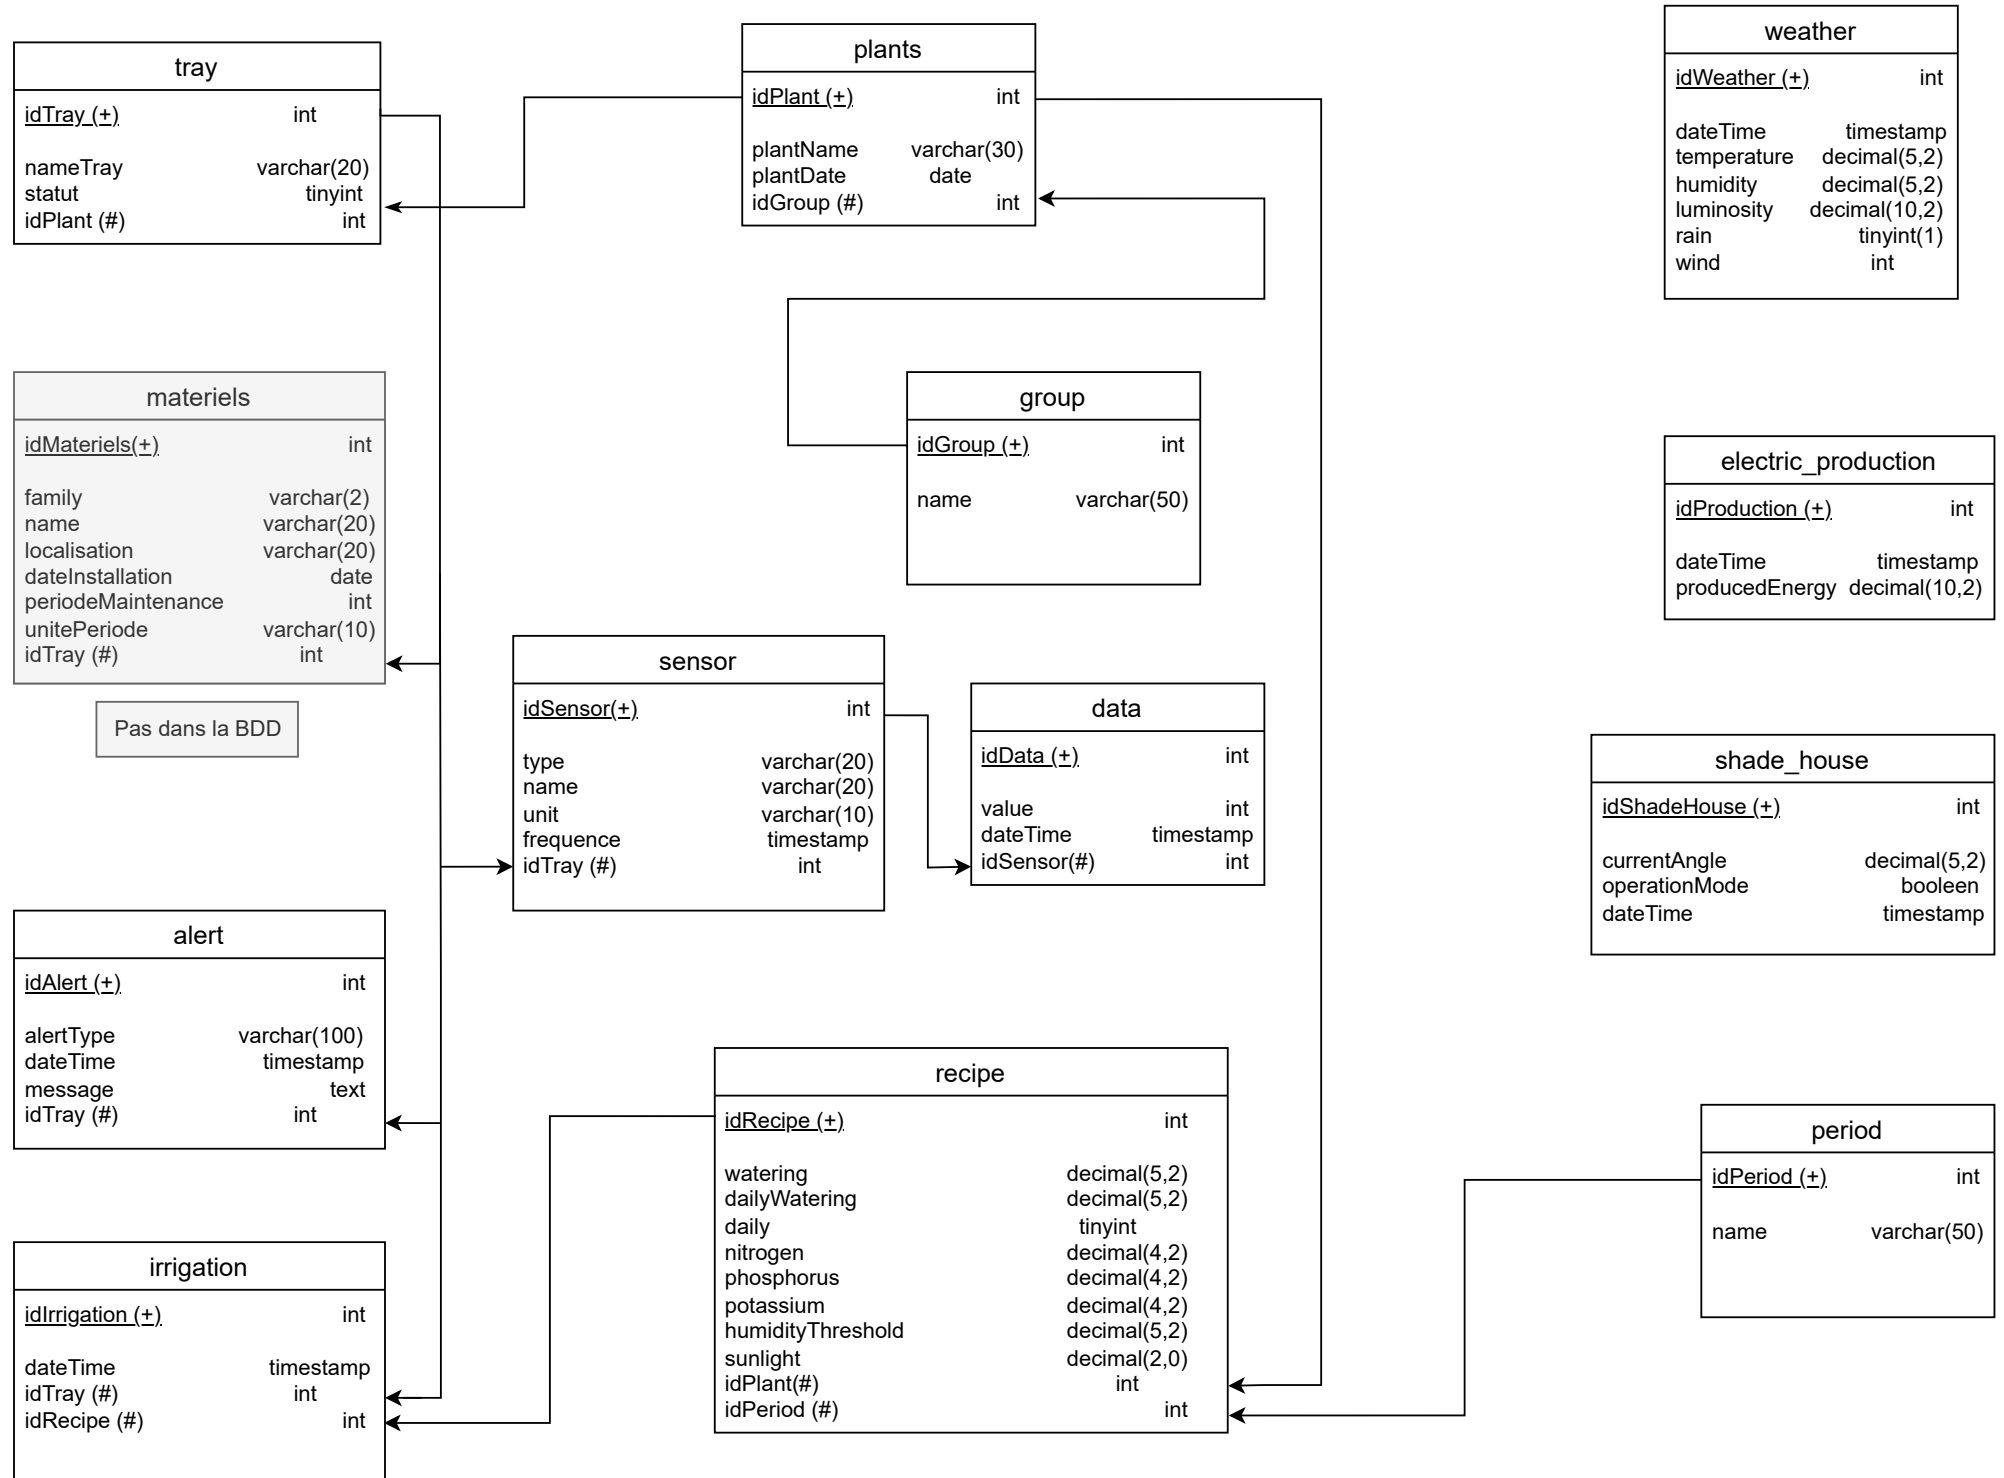 tray
idTray (+) int
nameTray varchar(20)
statut tinyint
idPlant (#) int
plants
idPlant (+) int
plantName varchar(30)
plantDate date
idGroup (#) int
weather
idWeather (+) int
dateTime timestamp
temperature decimal(5,2)
humidity decimal(5,2)
luminosity decimal(10,2)
rain tinyint(1)
wind int
materiels
idMateriels(+) int
family varchar(2)
name varchar(20)
localisation varchar(20)
dateInstallation date
periodeMaintenance int
unitePeriode varchar(10)
idTray (#) int
Pas dans la BDD
group
idGroup (+) int
name varchar(50)
electric_production
idProduction (+) int
dateTime timestamp
producedEnergy decimal(10,2)
sensor
idSensor(+) int
type varchar(20)
name varchar(20)
unit varchar(10)
frequence timestamp
idTray (#) int
data
idData (+) int
value int
dateTime timestamp
idSensor(#) int
shade_house
idShadeHouse (+) int
currentAngle decimal(5,2)
operationMode booleen
dateTime timestamp
alert
idAlert (+) int
alertType varchar(100)
dateTime timestamp
message text
idTray (#) int
recipe
idRecipe (+) int
watering decimal(5,2)
dailyWatering decimal(5,2)
daily tinyint
nitrogen decimal(4,2)
phosphorus decimal(4,2)
potassium decimal(4,2)
humidityThreshold decimal(5,2)
sunlight decimal(2,0)
idPlant(#) int
idPeriod (#) int
period
idPeriod (+) int
name varchar(50)
irrigation
idIrrigation (+) int
dateTime timestamp
idTray (#) int
idRecipe (#) int